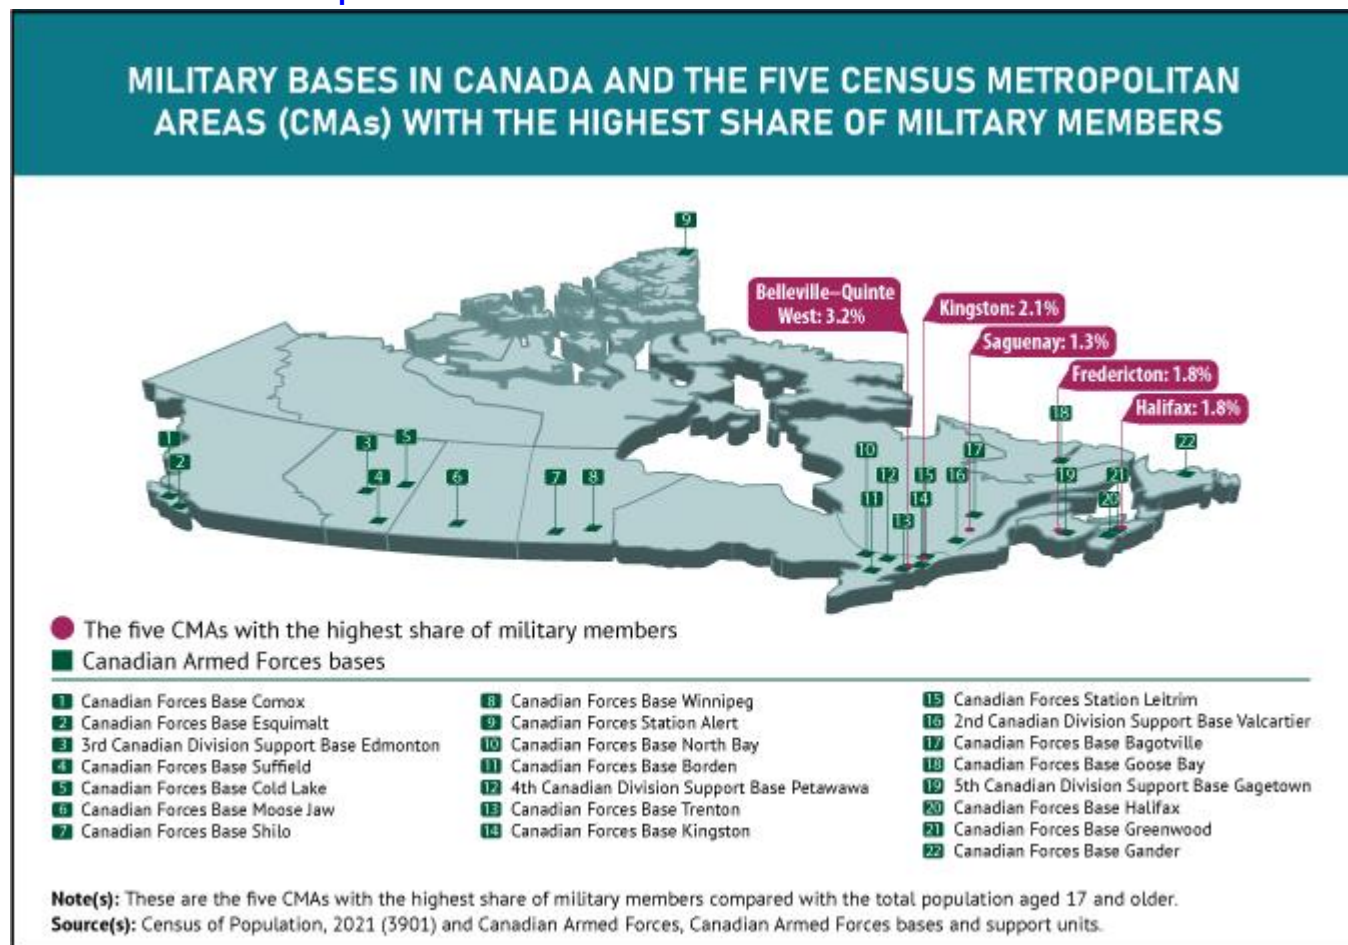 MILITARY BASES IN CANADA AND THE FIVE CENSUS METROPOLITAN
AREAS (CMAs) WITH THE HIGHEST SHARE OF MILITARY MEMBERS
9
Belleville–Quinte
West: 3.2%
Kingston: 2.1%
Saguenay: 1.3%
Fredericton: 1.8%
Halifax: 1.8%
1
2
3
4
5
6
7
8
10
11
12
13
15
14
16
17
18
19
21
20
22
The five CMAs with the highest share of military members
Canadian Armed Forces bases
1 Canadian Forces Base Comox
2 Canadian Forces Base Esquimalt
3 3rd Canadian Division Support Base Edmonton
4 Canadian Forces Base Suffield
5 Canadian Forces Base Cold Lake
6 Canadian Forces Base Moose Jaw
7 Canadian Forces Base Shilo
8 Canadian Forces Base Winnipeg
9 Canadian Forces Station Alert
10 Canadian Forces Base North Bay
11 Canadian Forces Base Borden
12 4th Canadian Division Support Base Petawawa
13 Canadian Forces Base Trenton
14 Canadian Forces Base Kingston
15 Canadian Forces Station Leitrim
16 2nd Canadian Division Support Base Valcartier
17 Canadian Forces Base Bagotville
18 Canadian Forces Base Goose Bay
19 5th Canadian Division Support Base Gagetown
20 Canadian Forces Base Halifax
21 Canadian Forces Base Greenwood
22 Canadian Forces Base Gander
Note(s): These are the five CMAs with the highest share of military members compared with the total population aged 17 and older.
Source(s): Census of Population, 2021 (3901) and Canadian Armed Forces, Canadian Armed Forces bases and support units.